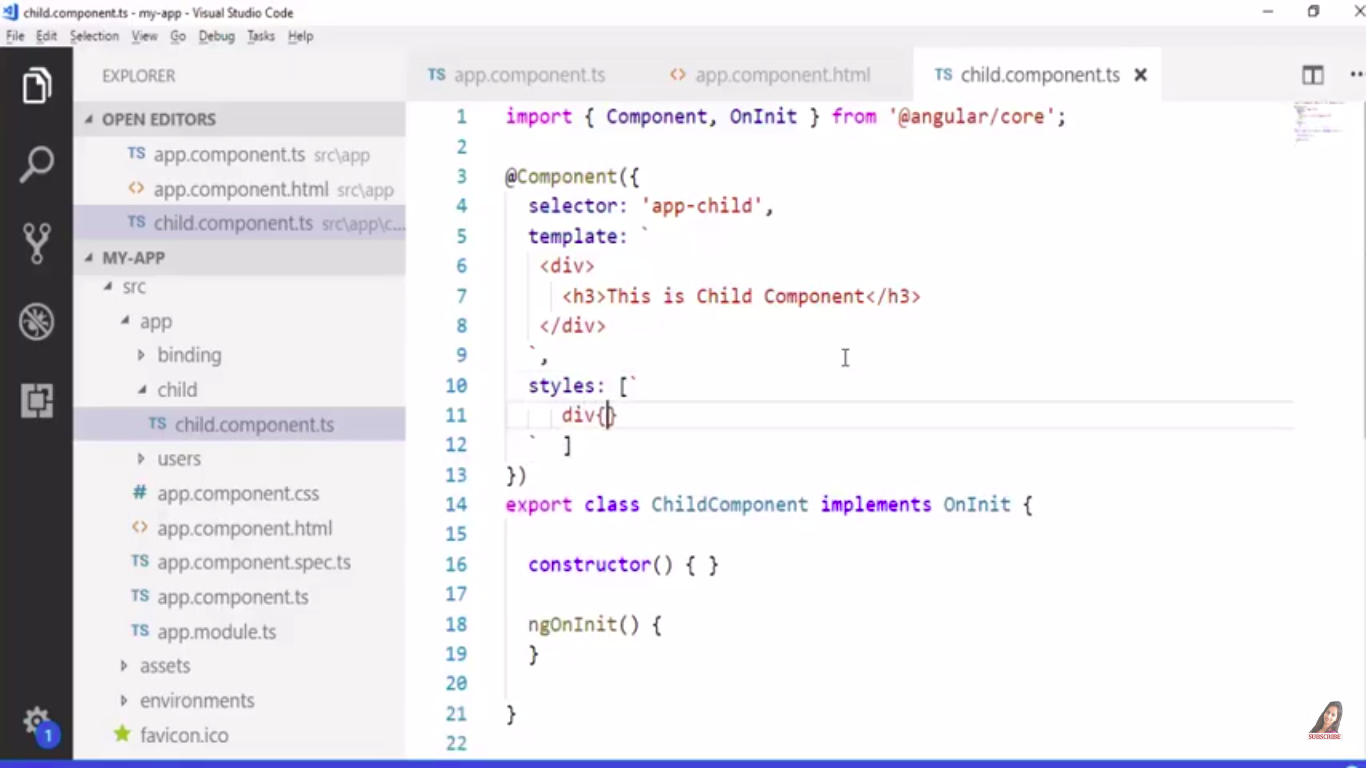 child.component.ts - my-app - Visual Studio Code
File Edit Selection View Go Debug Tasks Help
EXPLORER
OPEN EDITORS
TS app.component.ts src\app
<> app.component.html src\app
TS child.component.ts src\app\c...
MY-APP
src
app
binding
child
TS child.component.ts
users
# app.component.css
<> app.component.html
TS app.component.spec.ts
TS app.component.ts
TS app.module.ts
assets
environments
favicon.ico
1
TS app.component.ts <> app.component.html TS child.component.ts
1 import { Component, OnInit } from '@angular/core';
2
3 @Component({
4 selector: 'app-child',
5 template: `
6 <div>
7 <h3>This is Child Component</h3>
8 </div>
9 `,
10 styles: [`
11 div{}
12 ` ]
13 })
14 export class ChildComponent implements OnInit {
15
16 constructor() { }
17
18 ngOnInit() {
19 }
20
21 }
22
SUBSCRIBE